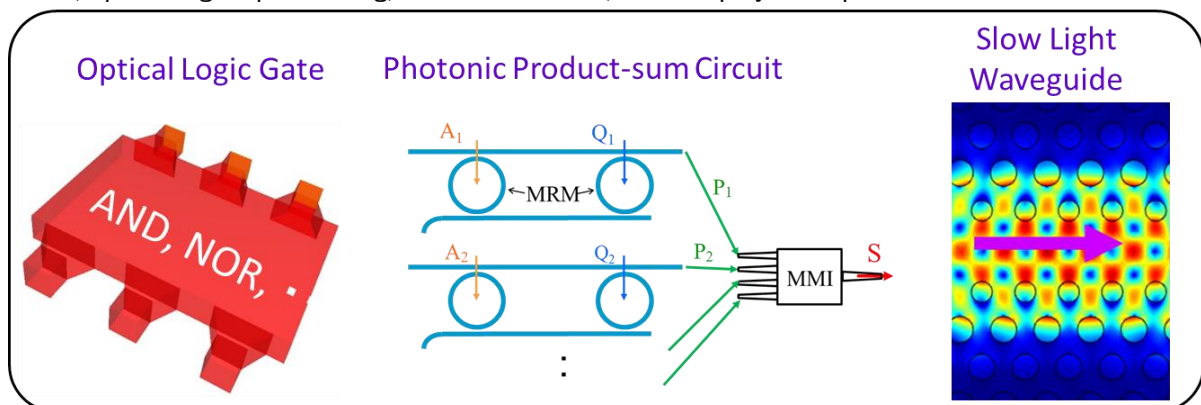 Optical Logic Gate
AND, NOR, ..
Photonic Product-sum Circuit
A₁
Q₁
MRM
P₁
A₂
Q₂
P₂
MMI
S
:
Slow Light
Waveguide